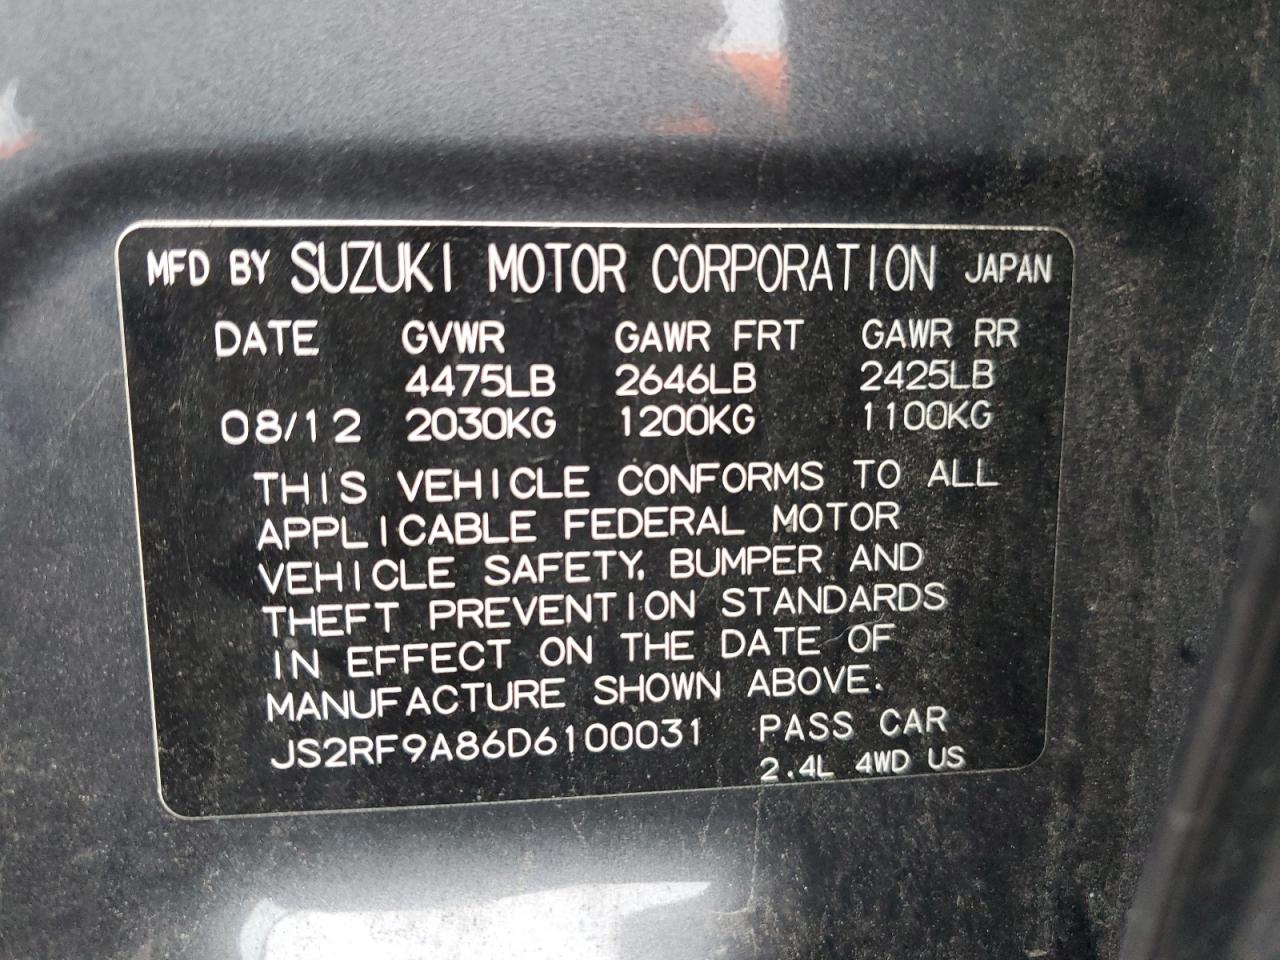 MFD BY SUZUKI MOTOR CORPORATION JAPAN
DATE GVWR GAWR FRT GAWR RR
4475LB 2646LB 2425LB
08/12 2030KG 1200KG 1100KG
THIS VEHICLE CONFORMS TO ALL
APPLICABLE FEDERAL MOTOR
VEHICLE SAFETY, BUMPER AND
THEFT PREVENTION STANDARDS
IN EFFECT ON THE DATE OF
MANUFACTURE SHOWN ABOVE.
JS2RF9A86D6100031 PASS CAR
2.4L 4WD US